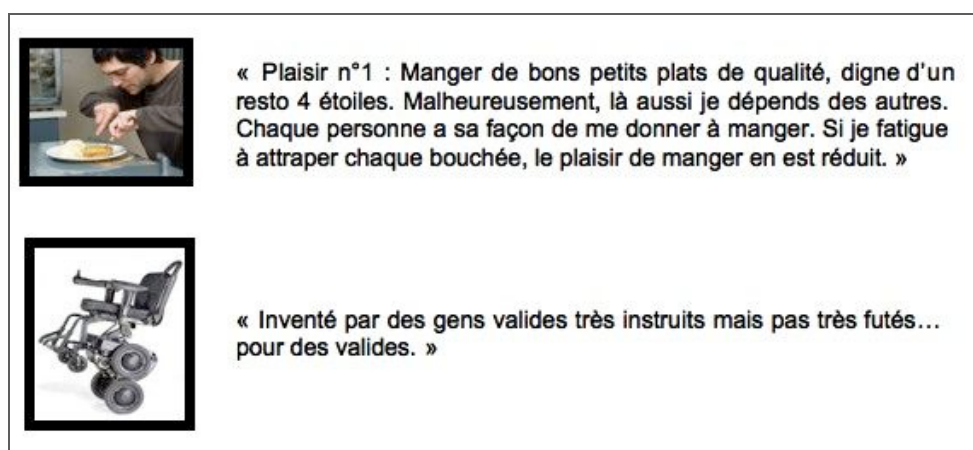 « Plaisir n°1 : Manger de bons petits plats de qualité, digne d'un
resto 4 étoiles. Malheureusement, là aussi je dépends des autres.
Chaque personne a sa façon de me donner à manger. Si je fatigue
à attraper chaque bouchée, le plaisir de manger en est réduit. »
« Inventé par des gens valides très instruits mais pas très futés…
pour des valides. »